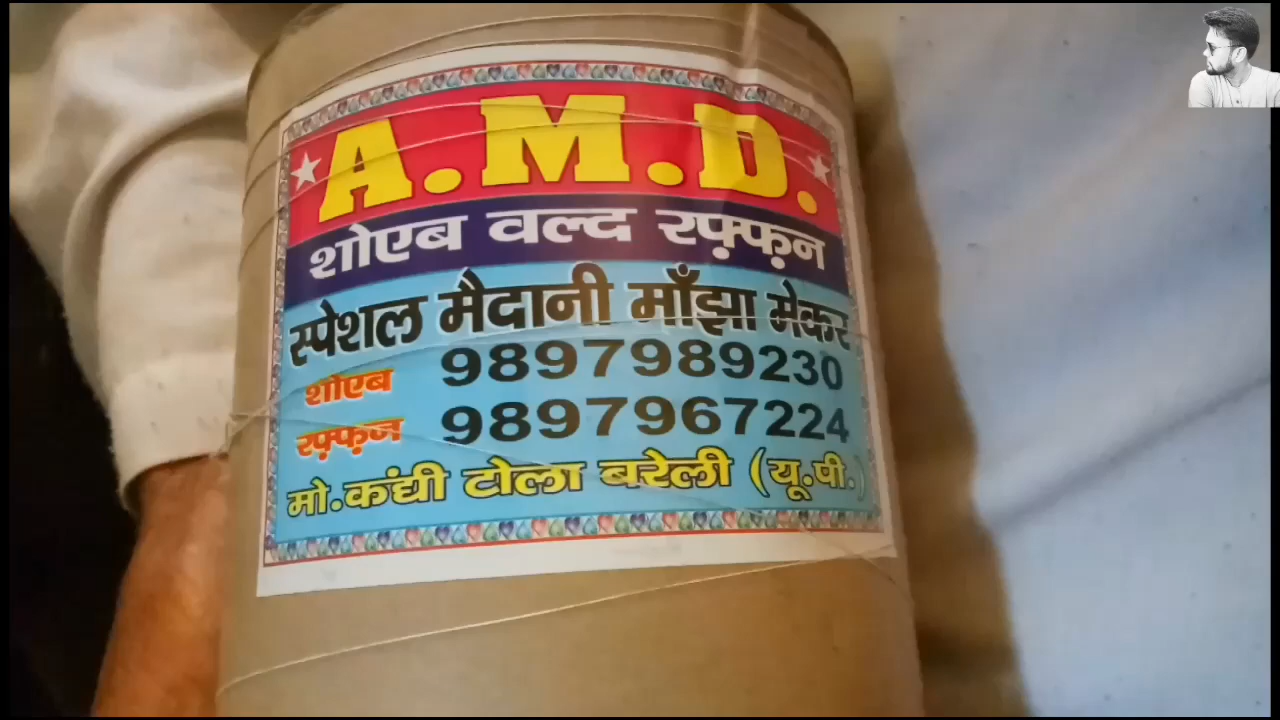 A.M.D.
शोएब वल्द रफ़्फ़न
स्पेशल मैदानी माँझा मेकर
शोएब 9897989230
रफ़्फ़न 9897967224
मो.कंघी टोला बरेली (यू.पी.)